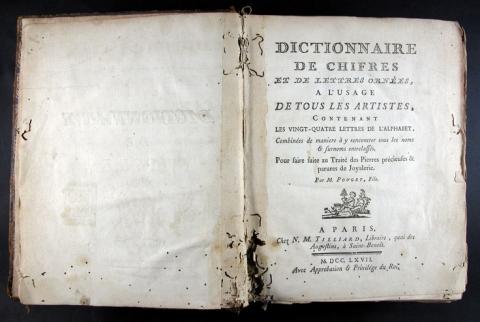 DICTIONNAIRE
DE CHIFRES
ET DE LETTRES ORNÉES,
A L'USAGE
DE TOUS LES ARTISTES,
CONTENANT
LES VINGT-QUATRE LETTRES DE L'ALPHABET,
Combinées de maniere à y rencontrer tous les noms
& surnoms entrelassés.
Pour faire suite au Traité des Pierres précieuses &
parures de Joyalerie.
Par M. POUGET, Fils.
A PARIS,
Chez N. M. TILLIARD, Libraire, quai des
Augustins, à Saint-Benoît.
M. DCC. LXVII.
Avec Approbation & Privilége du Roi.